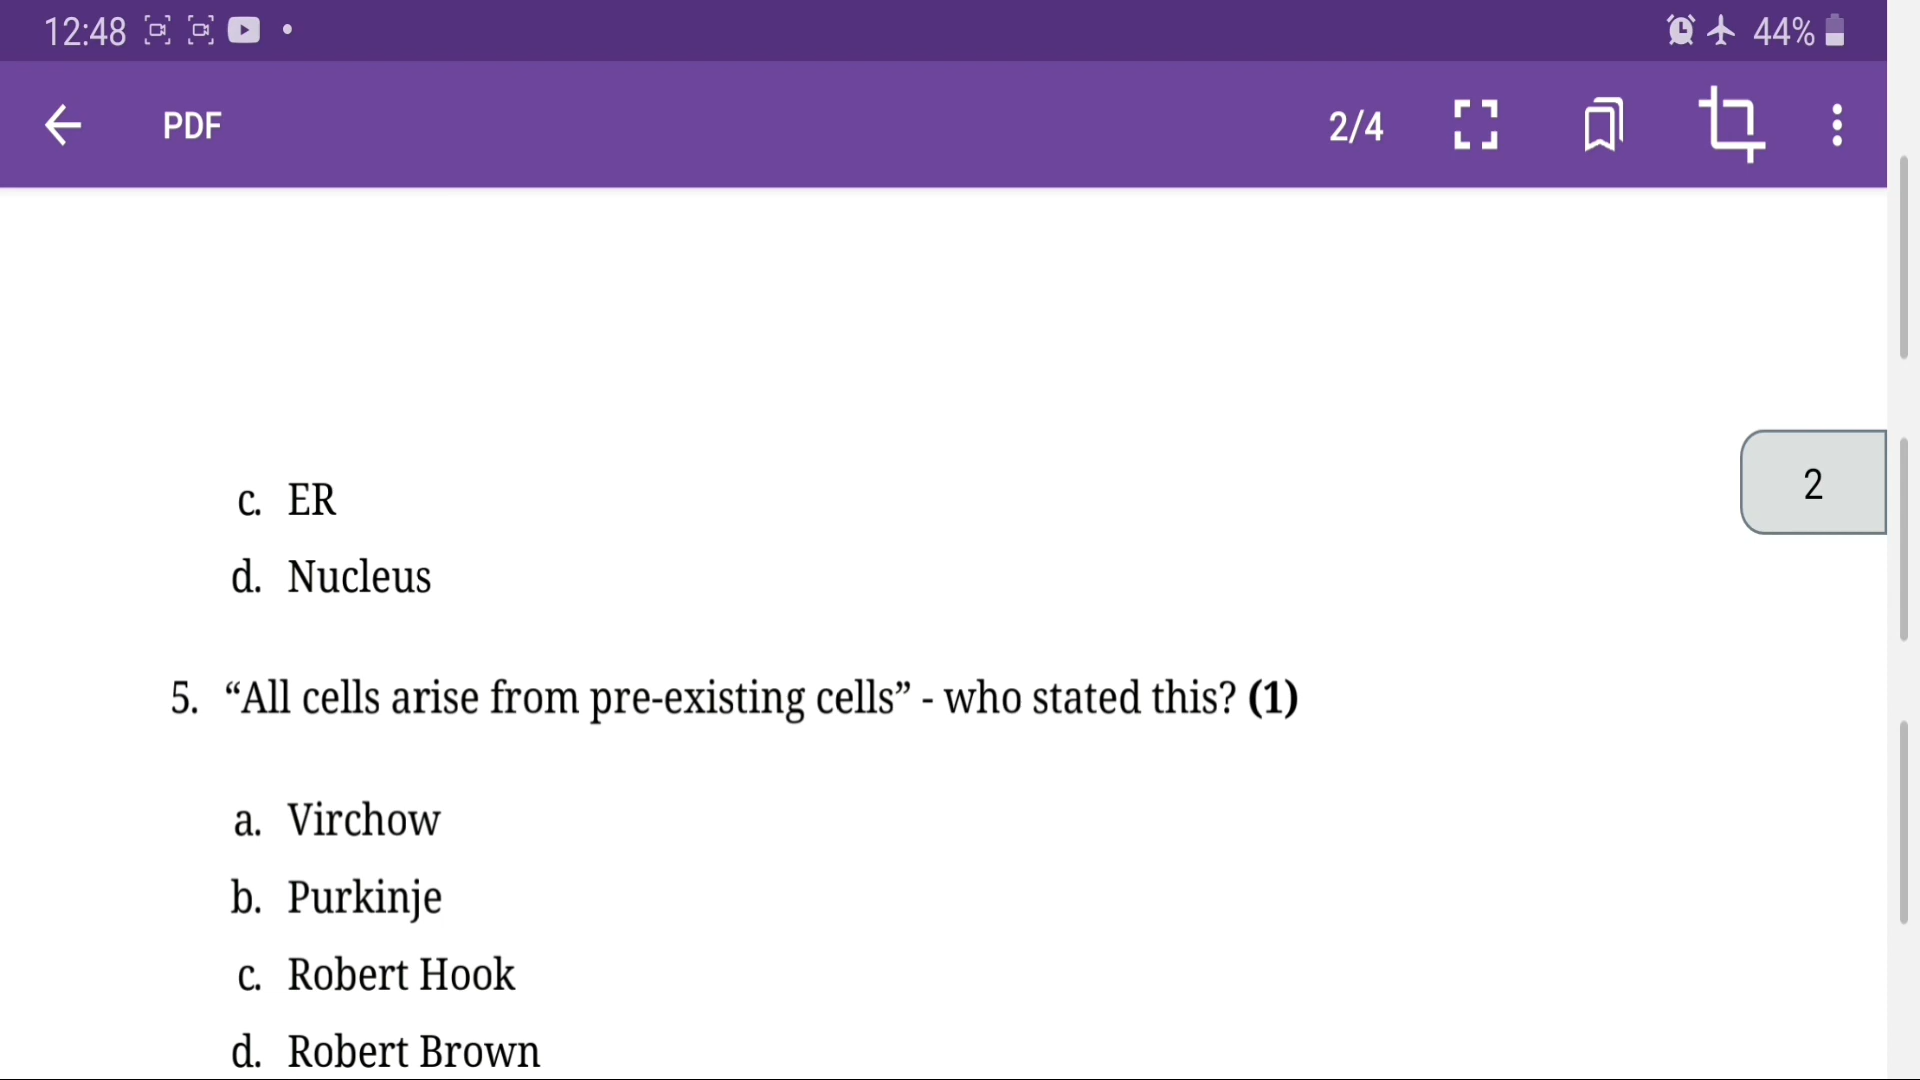 12:48
44%
PDF
2/4
2
c. ER
d. Nucleus
5. “All cells arise from pre-existing cells” - who stated this? (1)
a. Virchow
b. Purkinje
c. Robert Hook
d. Robert Brown